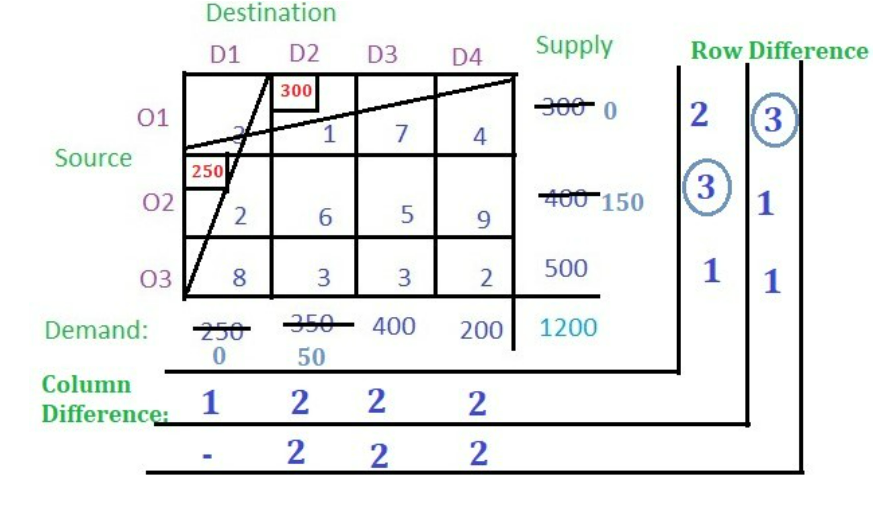 Destination
D1 D2 D3 D4 Supply Row Difference
300
O1 3 1 7 4 300 0 2 3
Source
250
O2 2 6 5 9 400 150 3 1
O3 8 3 3 2 500 1 1
Demand: 250 350 400 200 1200
0 50
Column
Difference: 1 2 2 2
- 2 2 2